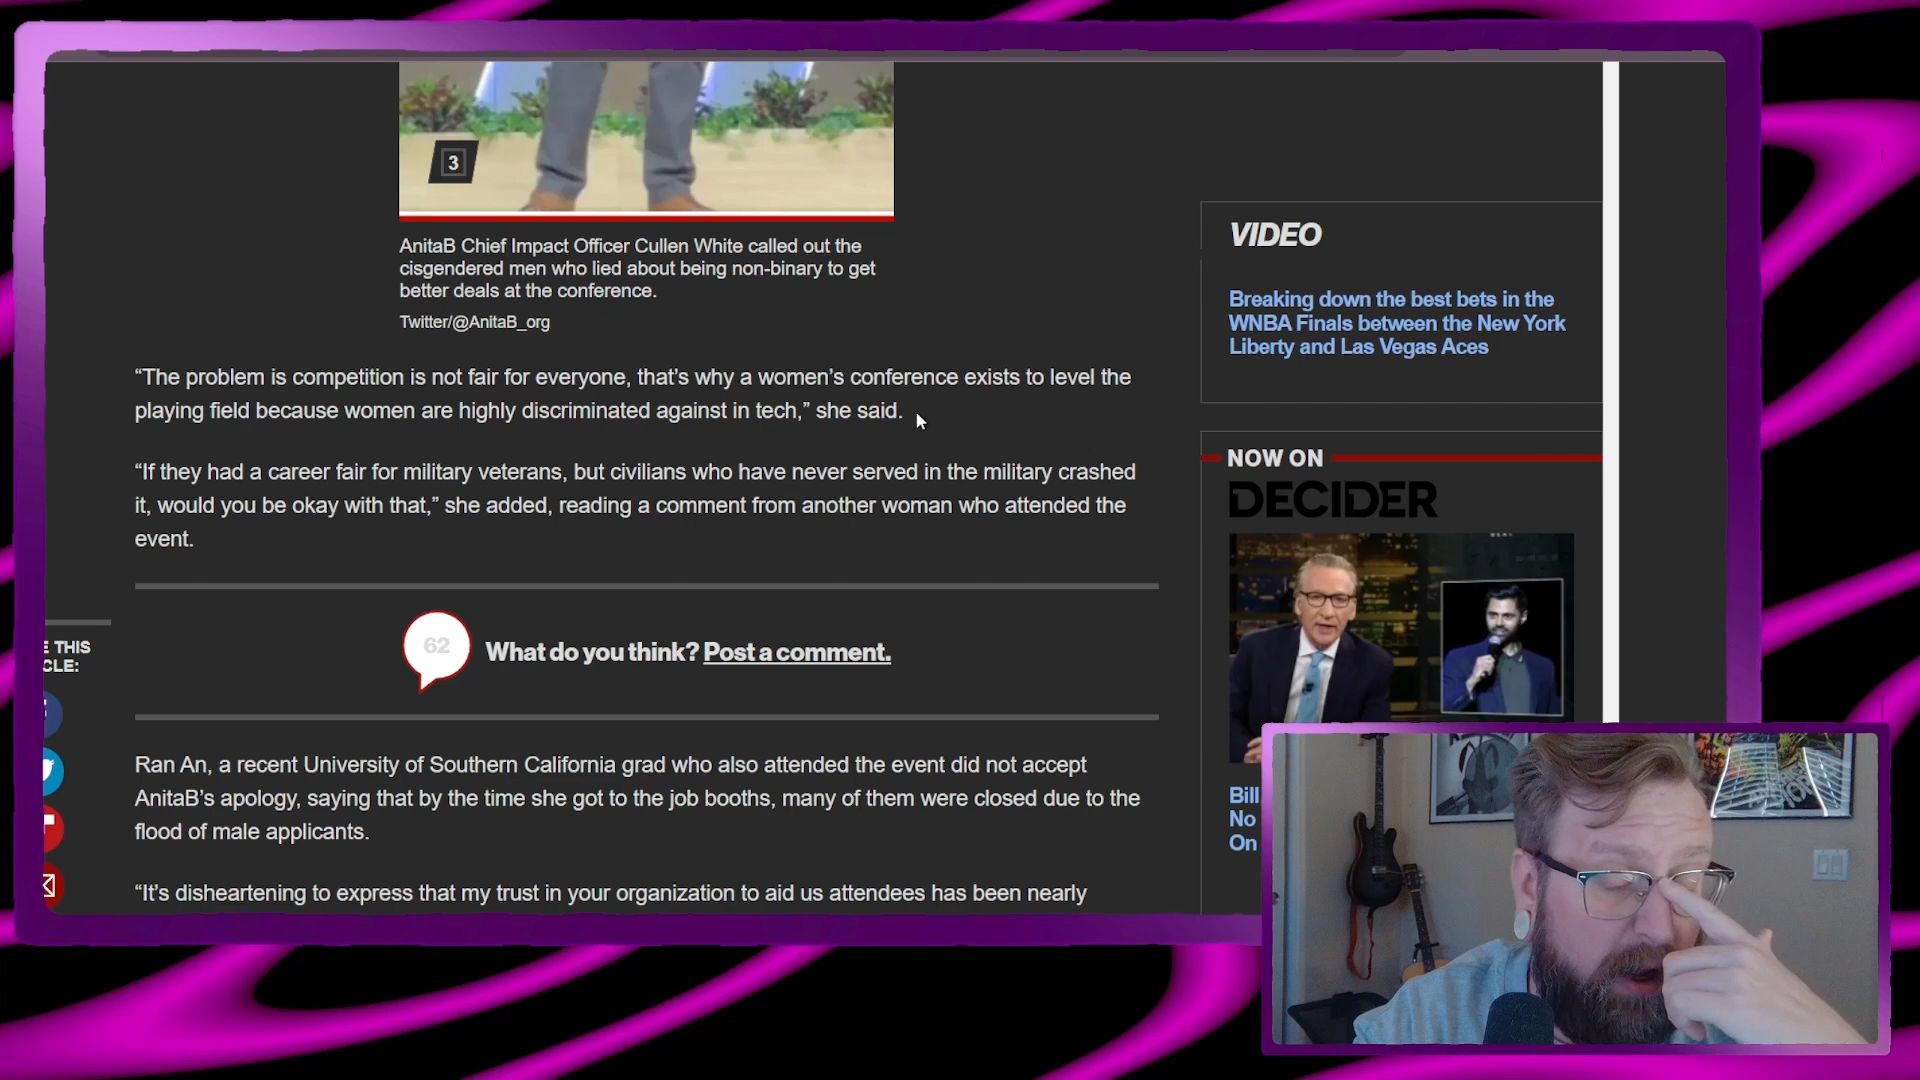 3
AnitaB Chief Impact Officer Cullen White called out the
cisgendered men who lied about being non-binary to get
better deals at the conference.
Twitter/@AnitaB_org
“The problem is competition is not fair for everyone, that’s why a women’s conference exists to level the
playing field because women are highly discriminated against in tech,” she said.
“If they had a career fair for military veterans, but civilians who have never served in the military crashed
it, would you be okay with that,” she added, reading a comment from another woman who attended the
event.
E THIS
CLE:
62
What do you think? Post a comment.
Ran An, a recent University of Southern California grad who also attended the event did not accept
AnitaB’s apology, saying that by the time she got to the job booths, many of them were closed due to the
flood of male applicants.
“It’s disheartening to express that my trust in your organization to aid us attendees has been nearly
VIDEO
Breaking down the best bets in the
WNBA Finals between the New York
Liberty and Las Vegas Aces
NOW ON
DECIDER
Bill
No
On